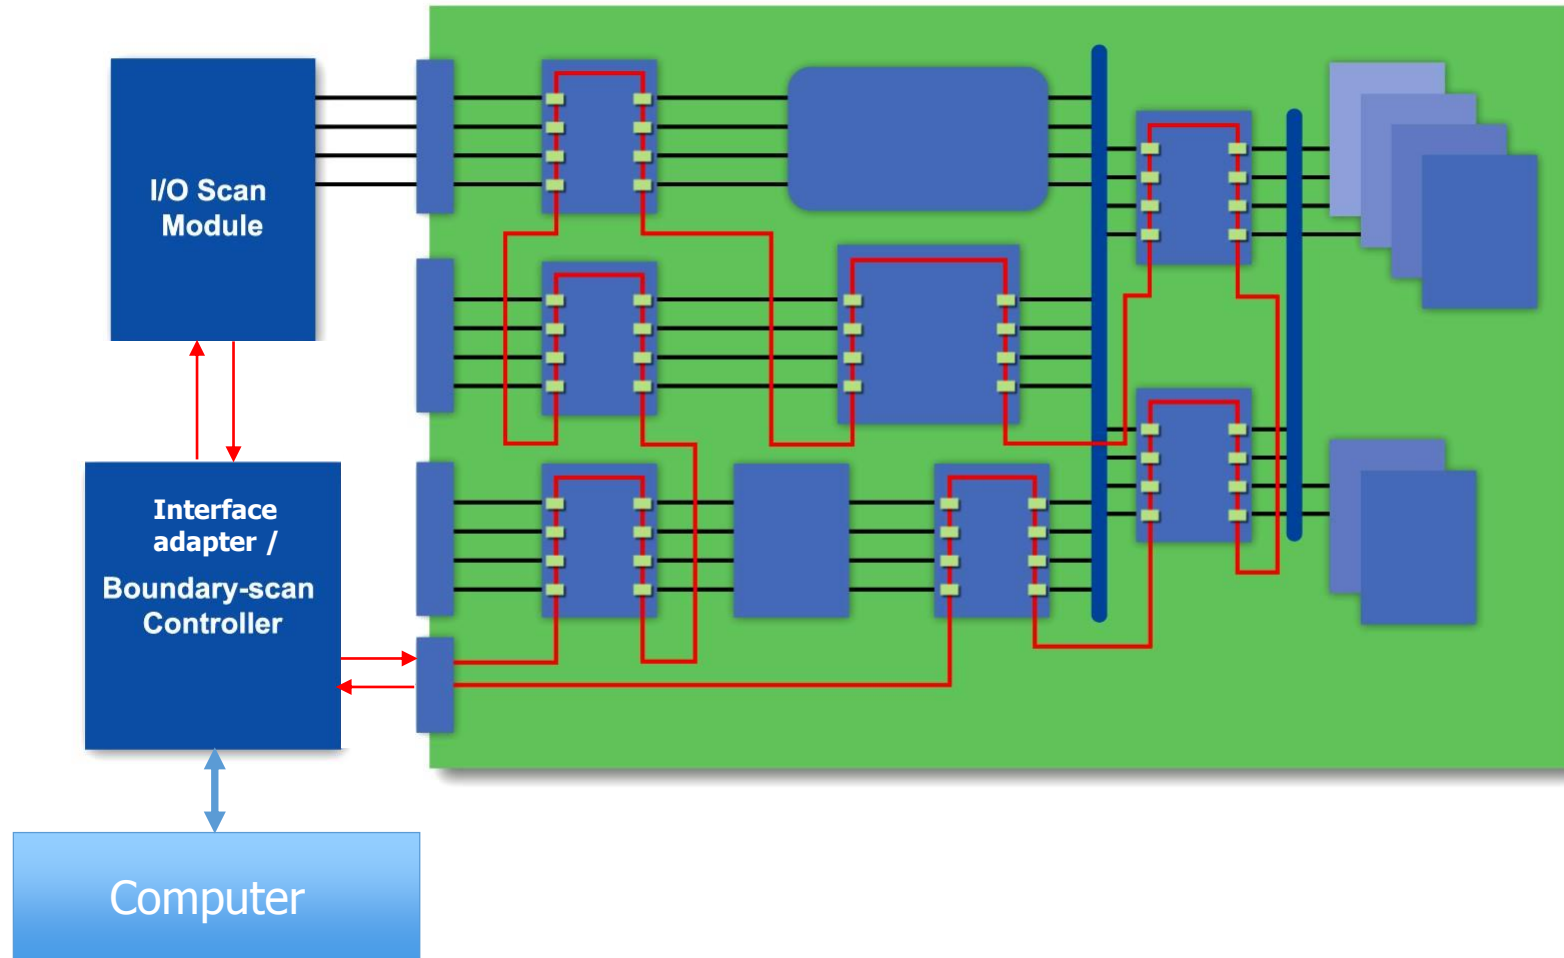 I/O Scan
Module
Interface
adapter /
Boundary-scan
Controller
Computer